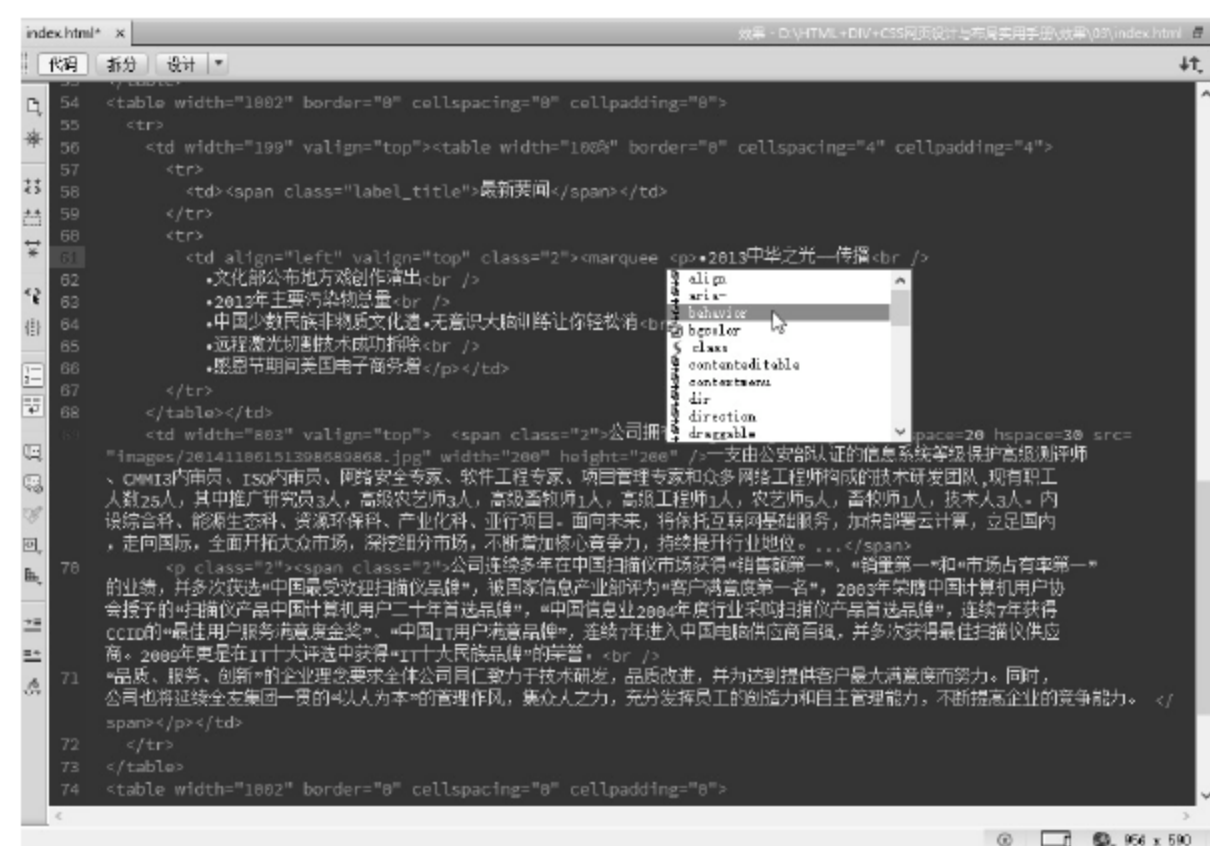 index.html* ×
效果 - D:\HTML+DIV+CSS网页设计与布局实用手册\效果\03\index.html
代码 拆分 设计
54 <table width="1002" border="0" cellspacing="0" cellpadding="0">
55 <tr>
56 <td width="199" valign="top"><table width="100%" border="0" cellspacing="4" cellpadding="4">
57 <tr>
58 <td><span class="label_title">最新要闻</span></td>
59 </tr>
60 <tr>
61 <td align="left" valign="top" class="2"><marquee <p>•2013中华之光—传播<br />
62 •文化部公布地方戏创作演出<br />
63 •2013年主要污染物总量<br />
64 •中国少数民族非物质文化遗•无意识大脑训练让你轻松消<br
65 •远程激光切割技术成功拆除<br />
66 •感恩节期间美国电子商务增</p></td>
67 </tr>
68 </table></td>
align
aria-
behavior
bgcolor
class
contenteditable
contextmenu
dir
direction
draggable
69 <td width="803" valign="top"> <span class="2">公司拥 pace=20 hspace=30 src=
"images/20141106151398689868.jpg" width="200" height="200" />一支由公安部认证的信息系统等级保护高级测评师
、CMMI3内审员、ISO内审员、网络安全专家、软件工程专家、项目管理专家和众多网络工程师构成的技术研发团队,现有职工
人数25人，其中推广研究员3人，高级农艺师3人，高级畜牧师1人，高级工程师1人，农艺师5人，畜牧师1人，技术人3人。内
设综合科、能源生态科、资源环保科、产业化科、亚行项目。面向未来，将依托互联网基础服务，加快部署云计算，立足国内
，走向国际，全面开拓大众市场，深挖细分市场，不断增加核心竞争力，持续提升行业地位。...</span>
70 <p class="2"><span class="2">公司连续多年在中国扫描仪市场获得“销售额第一”、“销量第一”和“市场占有率第一”
的业绩，并多次获选“中国最受欢迎扫描仪品牌”，被国家信息产业部评为“客户满意度第一名”，2003年荣膺中国计算机用户协
会授予的“扫描仪产品中国计算机用户二十年首选品牌”，“中国信息业2004年度行业采购扫描仪产品首选品牌”，连续7年获得
CCID的“最佳用户服务满意度金奖”、“中国IT用户满意品牌”，连续7年进入中国电脑供应商百强，并多次获得最佳扫描仪供应
商。2009年更是在IT十大评选中获得“IT十大民族品牌”的荣誉。<br />
71 “品质、服务、创新”的企业理念要求全体公司同仁致力于技术研发，品质改进，并为达到提供客户最大满意度而努力。同时，
公司也将延续全友集团一贯的“以人为本”的管理作风，集众人之力，充分发挥员工的创造力和自主管理能力，不断提高企业的竞争能力。 </
span></p></td>
72 </tr>
73 </table>
74 <table width="1002" border="0" cellspacing="0" cellpadding="0">
956 x 590